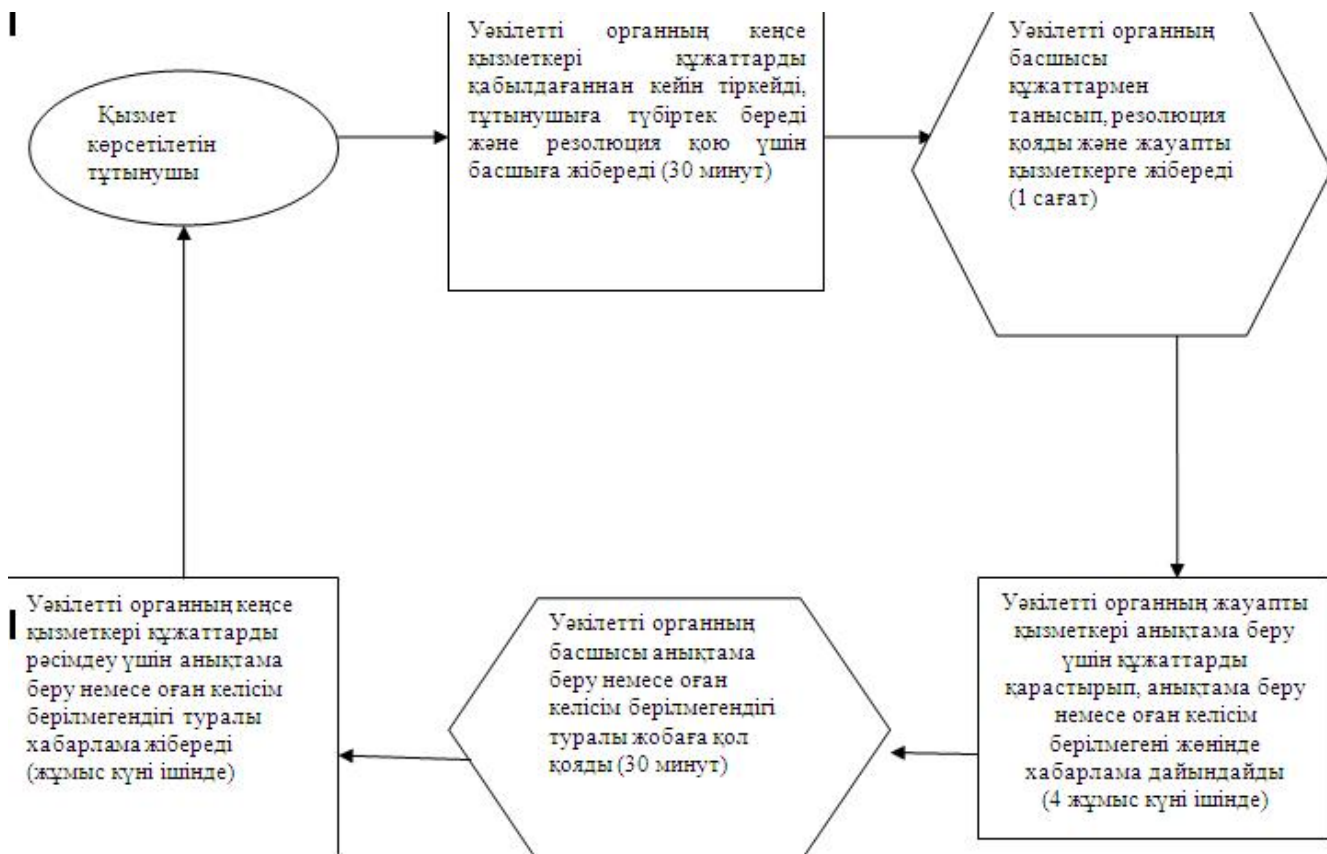 Қызмет
көрсетілетін
тұтынушы
Уәкілетті органның кеңсе
қызметкері құжаттарды
қабылдағаннан кейін тіркейді,
тұтынушыға түбіртек береді
және резолюция қою үшін
басшыға жібереді (30 минут)
Уәкілетті органның
басшысы
құжаттармен
танысып, резолюция
қояды және жауапты
қызметкерге жібереді
(1 сағат)
Уәкілетті органның жауапты
қызметкері анықтама беру
үшін құжаттарды
қарастырып, анықтама беру
немесе оған келісім
берілмегені жөнінде
хабарлама дайындайды
(4 жұмыс күні ішінде)
Уәкілетті органның
басшысы анықтама
беру немесе оған
келісім берілмегендігі
туралы жобаға қол
қояды (30 минут)
Уәкілетті органның кеңсе
қызметкері құжаттарды
рәсімдеу үшін анықтама
беру немесе оған келісім
берілмегендігі туралы
хабарлама жібереді
(жұмыс күні ішінде)